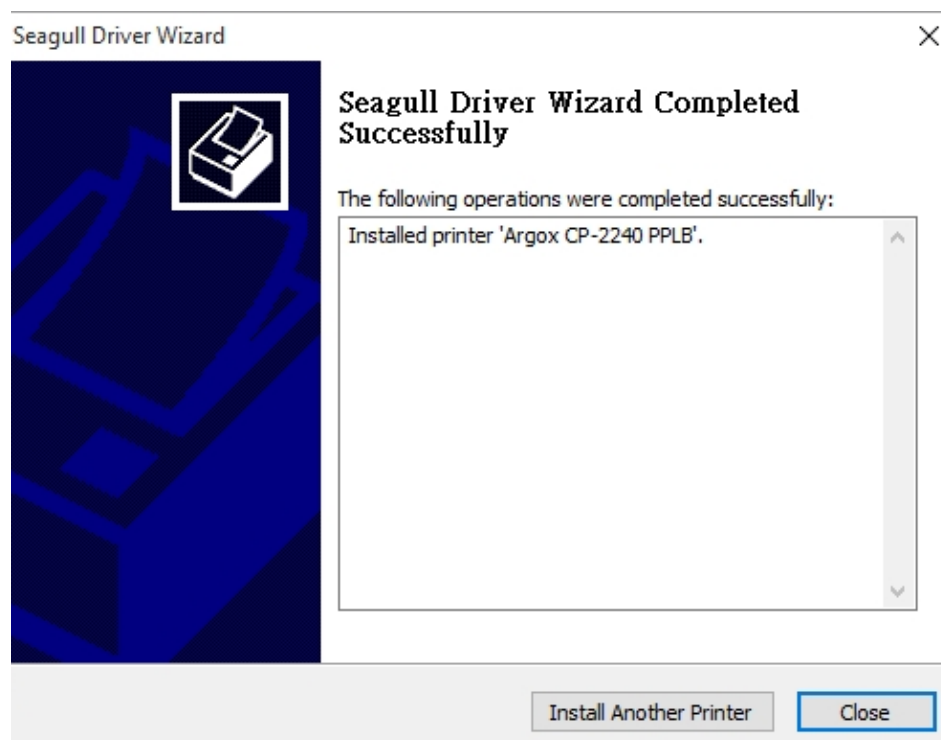 Seagull Driver Wizard
Seagull Driver Wizard Completed
Successfully
The following operations were completed successfully:
Installed printer 'Argox CP-2240 PPLB'.
Install Another Printer
Close